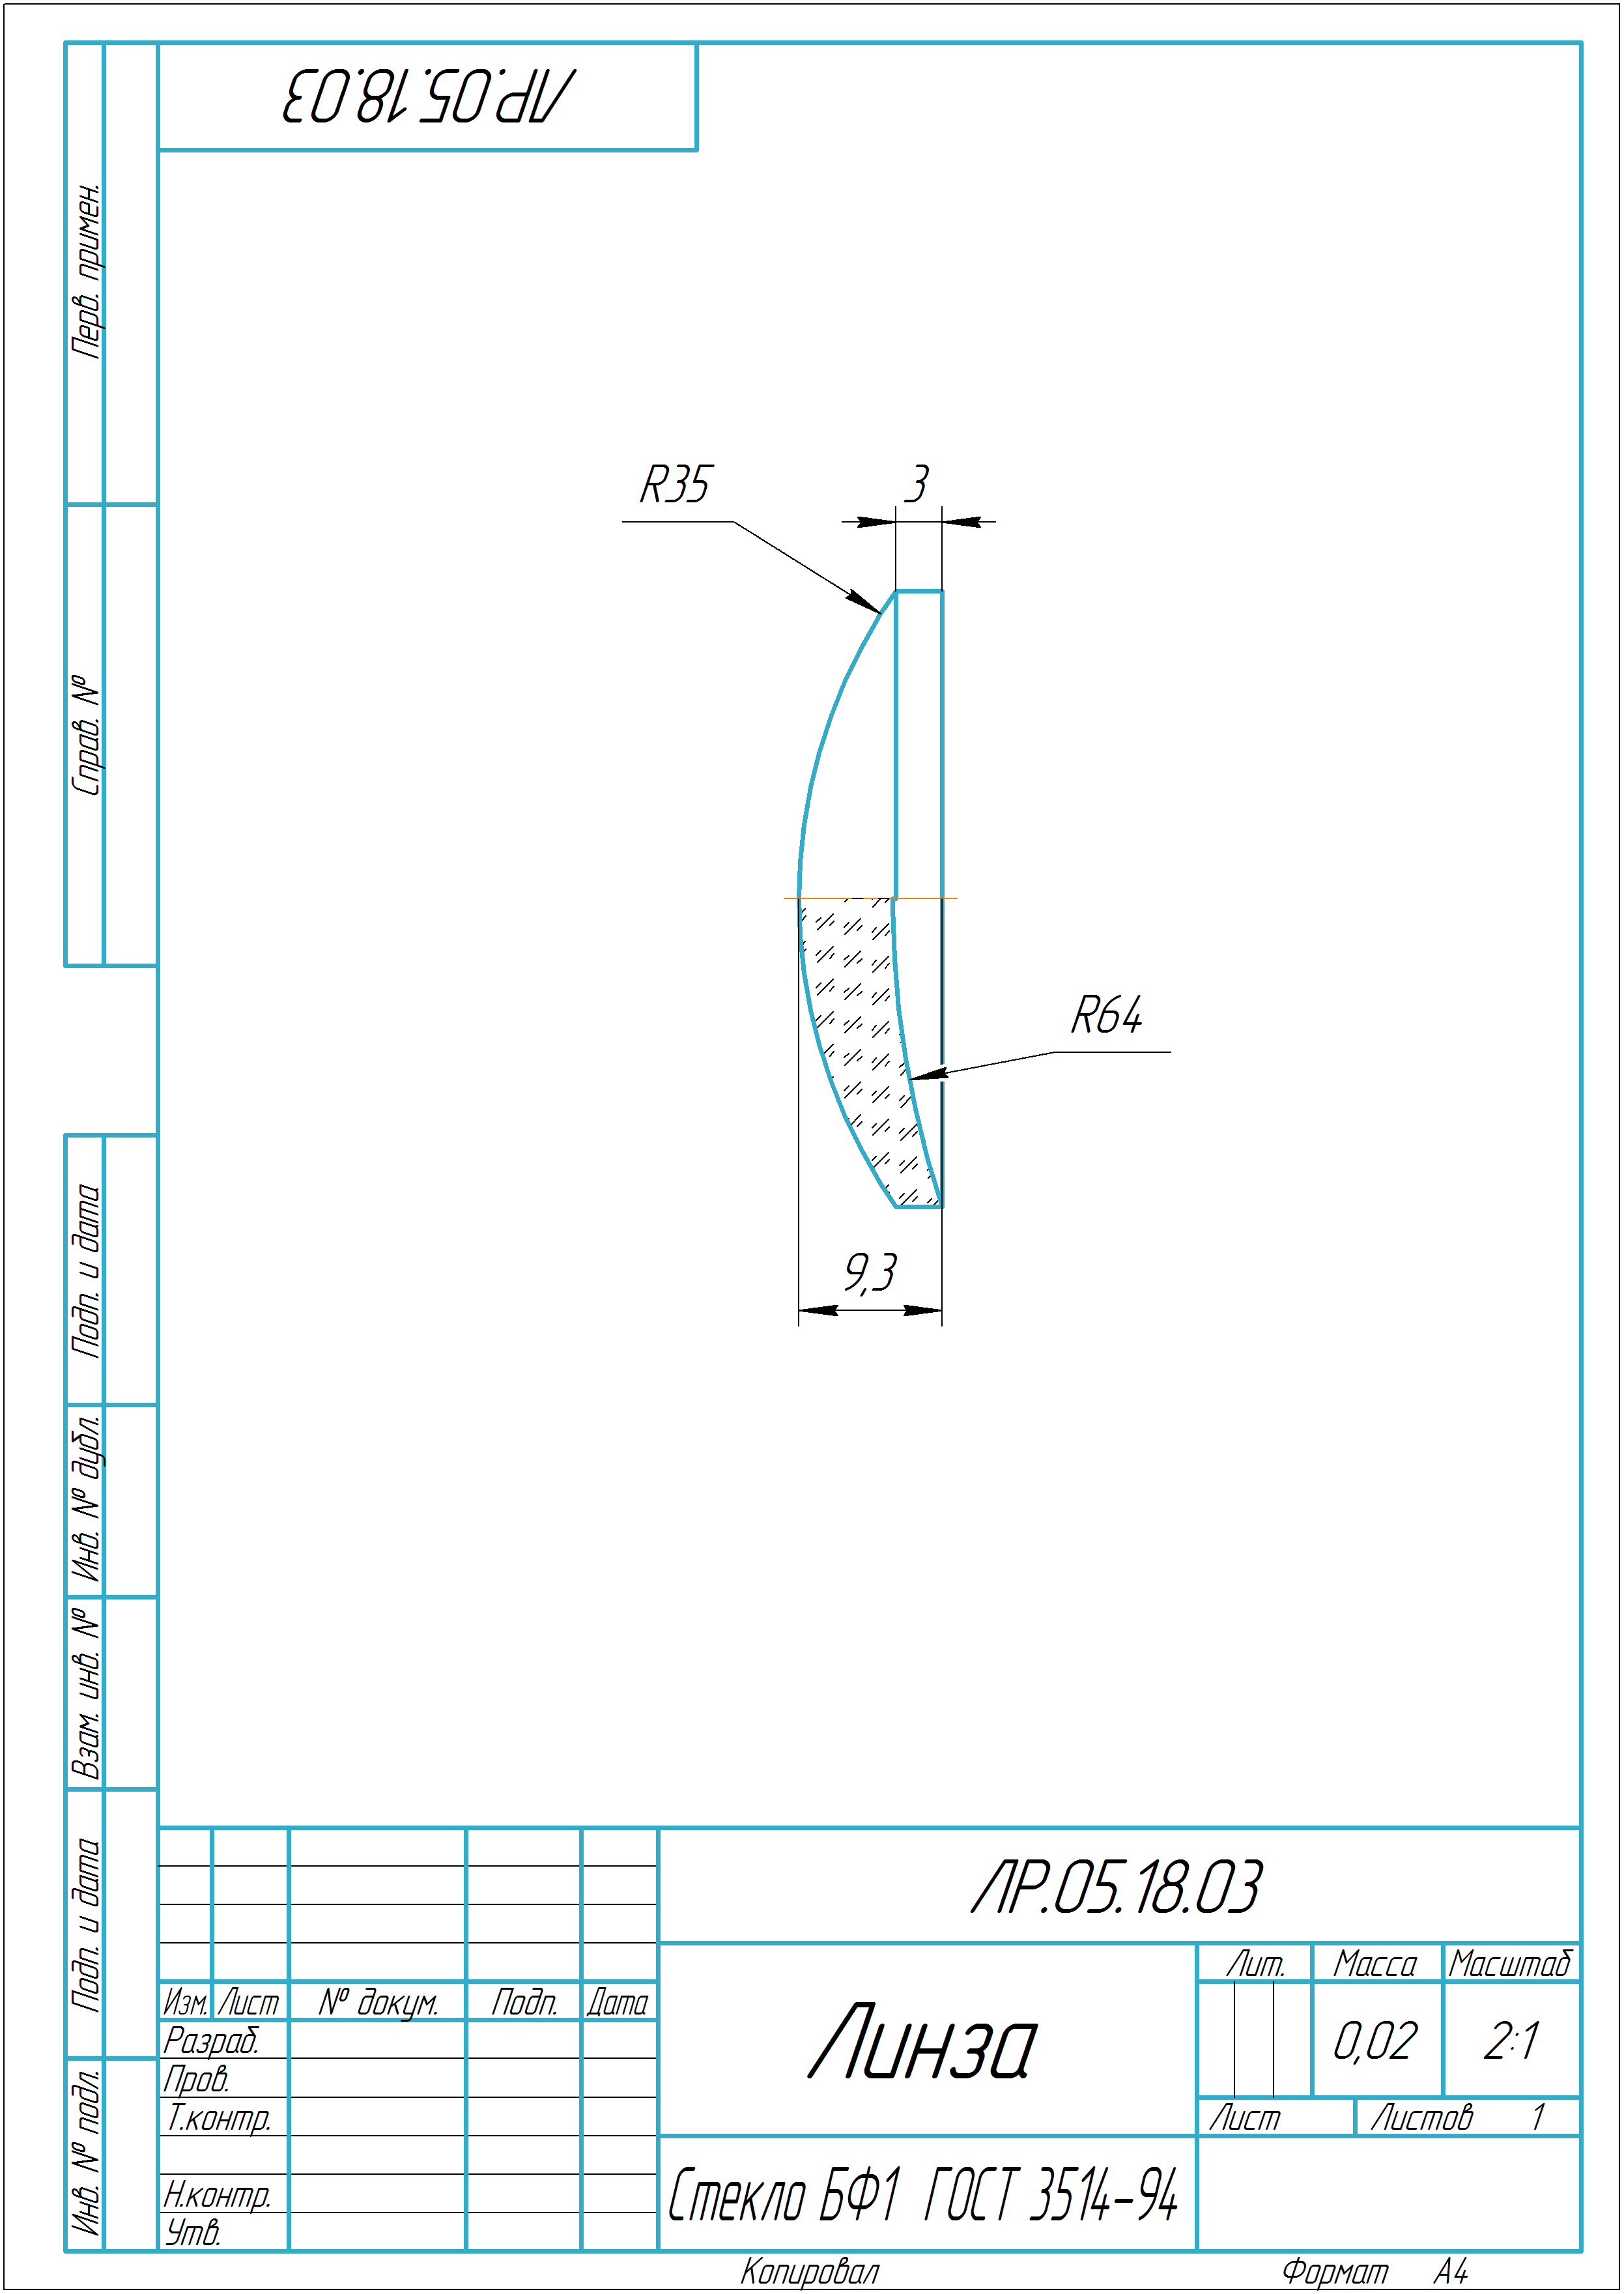 ЛР.05.18.03
Перв. примен.
Справ. №
Подп. и дата
Инв. № дубл.
Взам. инв. №
Подп. и дата
Инв. № подл.
R35
3
R64
9,3
ЛР.05.18.03
Лит. Масса Масштаб
Изм. Лист № докум. Подп. Дата
Разраб.
Пров.
Т.контр.
Н.контр.
Утв.
Линза
0,02 2:1
Лист Листов 1
Стекло БФ1 ГОСТ 3514-94
Копировал Формат А4